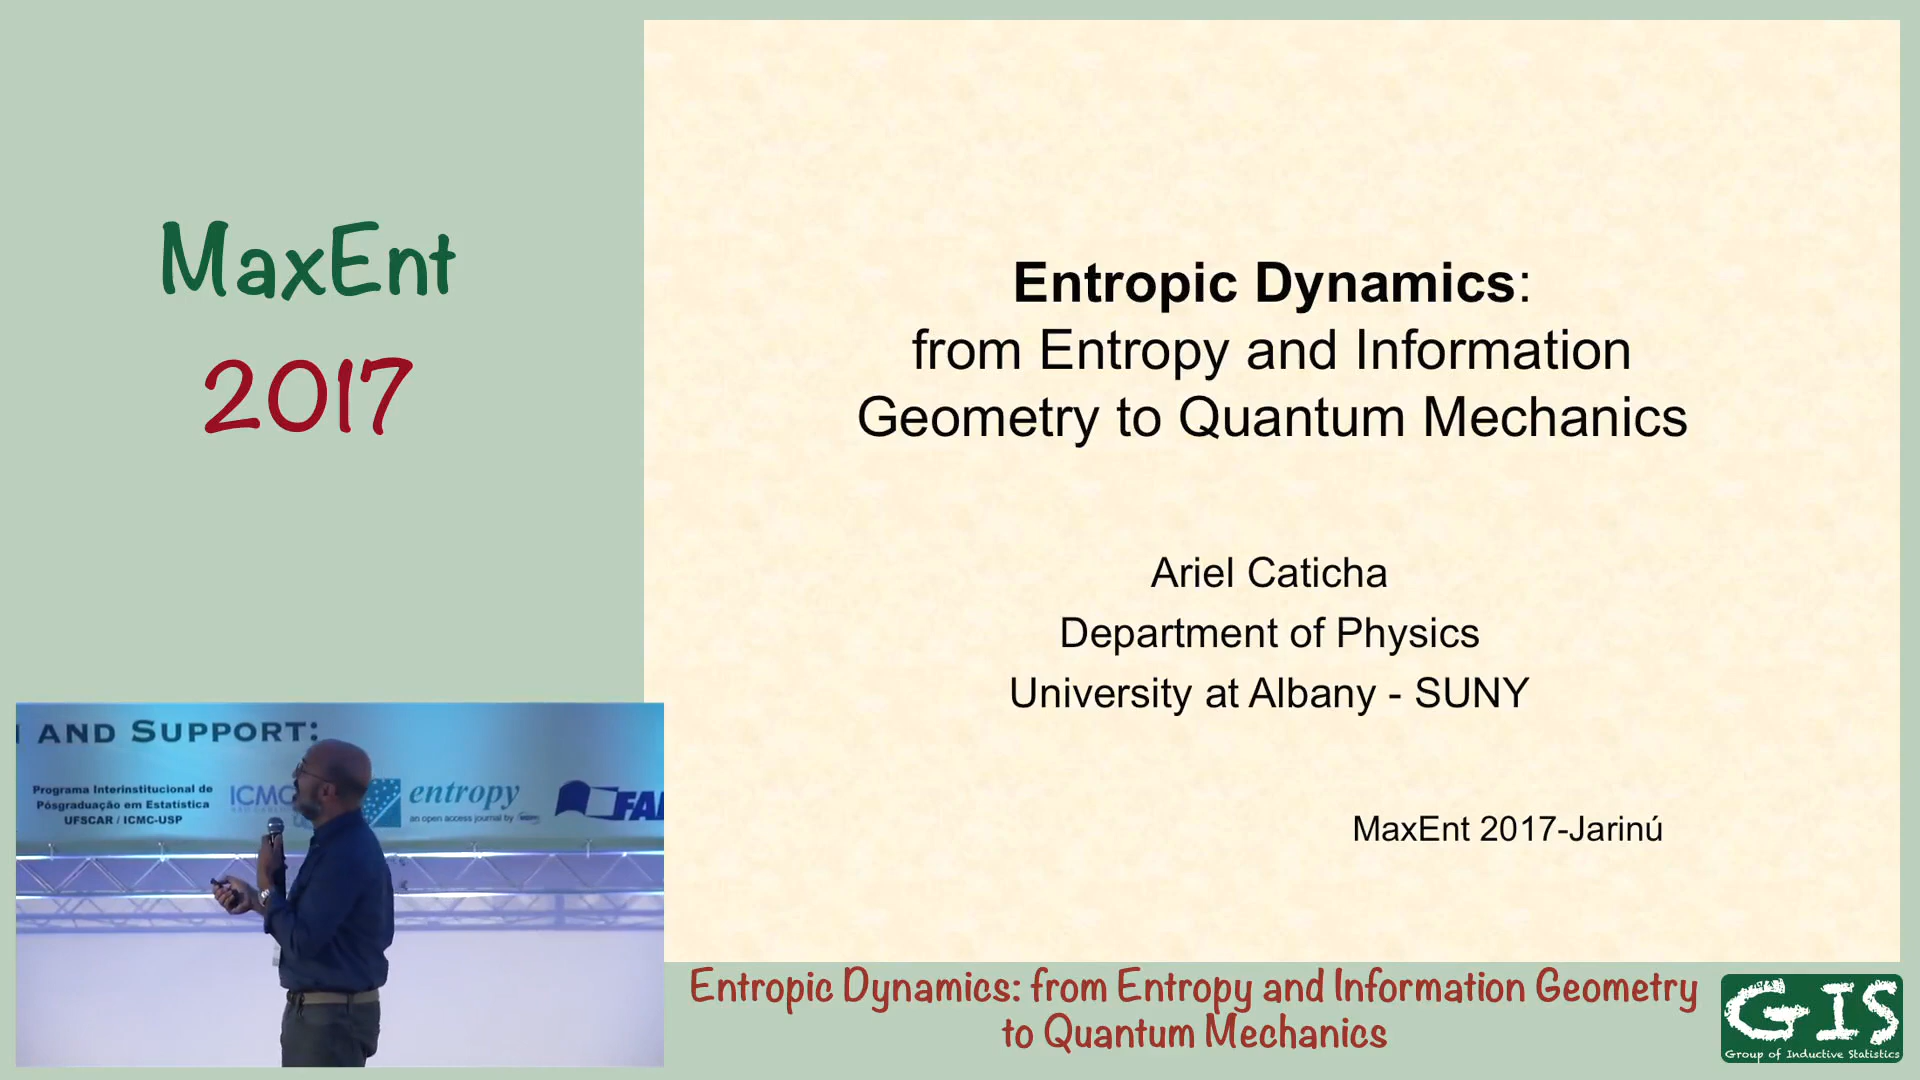 MaxEnt
2017
Entropic Dynamics:
from Entropy and Information
Geometry to Quantum Mechanics
Ariel Caticha
Department of Physics
University at Albany - SUNY
MaxEnt 2017-Jarinú
AND SUPPORT:
Programa Interinstitucional de
Pósgraduação em Estatística
UFSCAR / ICMC-USP
ICMC
entropy
an open access journal by
FA
Entropic Dynamics: from Entropy and Information Geometry
to Quantum Mechanics
GIS
Group of Inductive Statistics